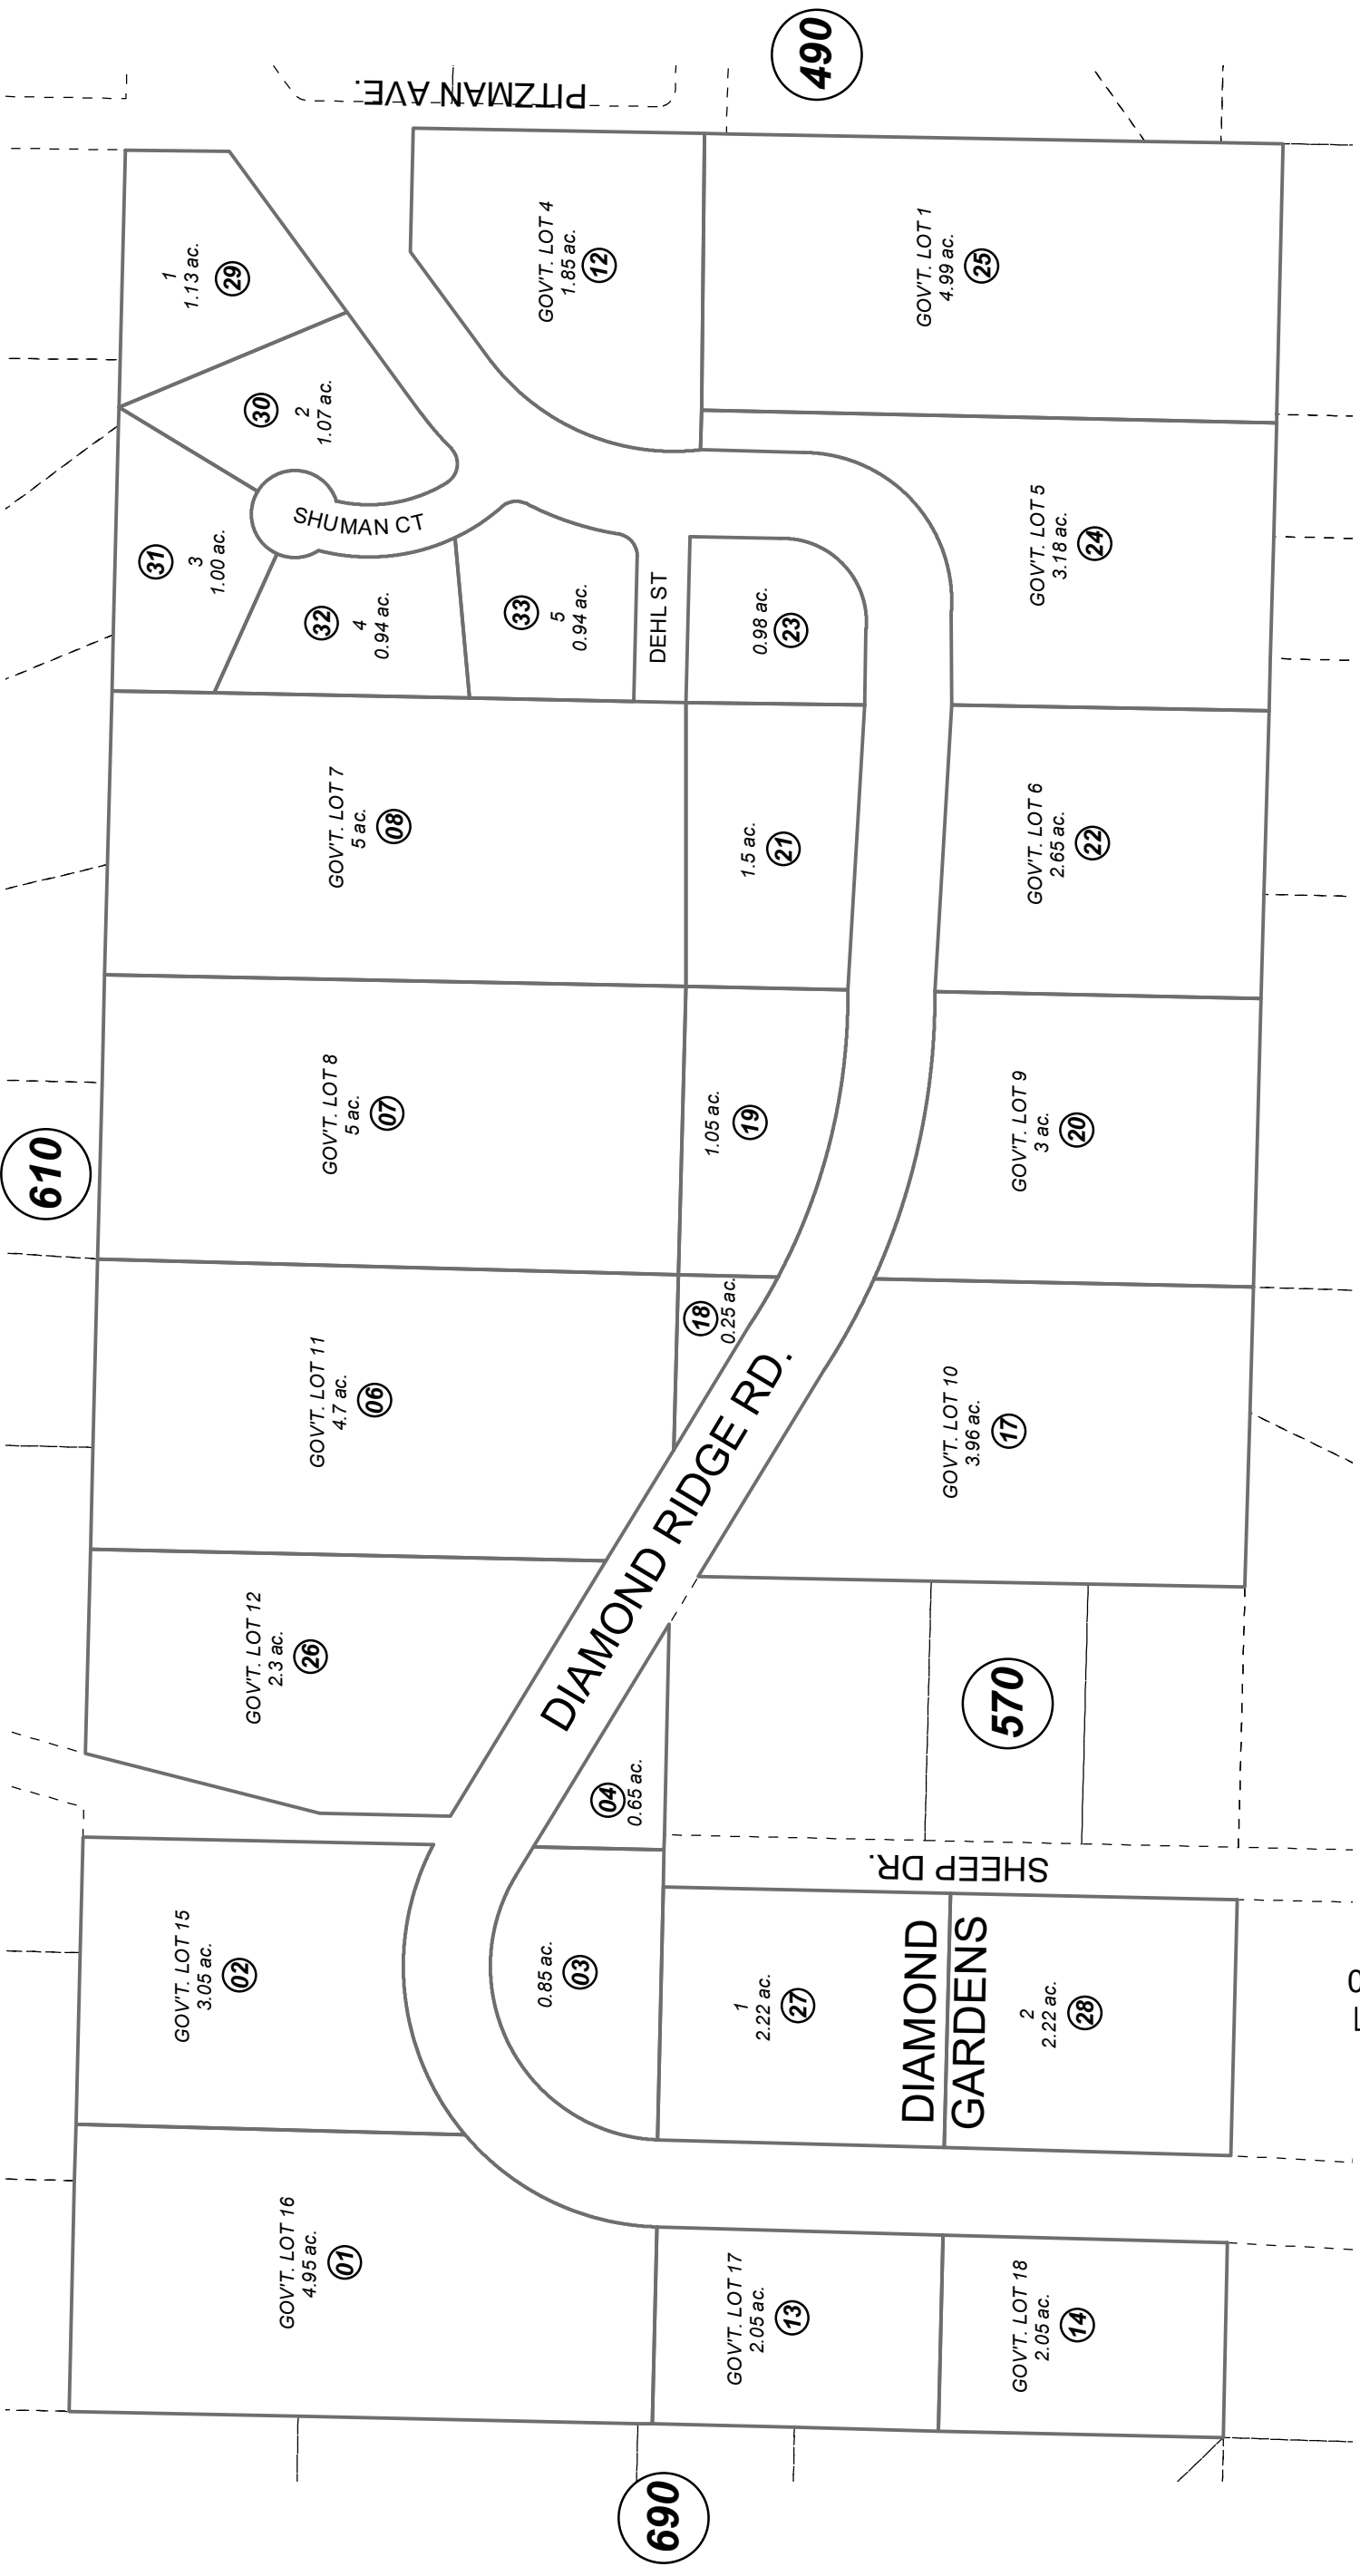 PITZMAN AVE.
490
1
1.13 ac.
29
GOV'T. LOT 4
1.85 ac.
12
GOV'T. LOT 1
4.99 ac.
25
30
2
1.07 ac.
SHUMAN CT
31
3
1.00 ac.
32
4
0.94 ac.
33
5
0.94 ac.
DEHL ST
0.98 ac.
23
GOV'T. LOT 5
3.18 ac.
24
GOV'T. LOT 7
5 ac.
08
1.5 ac.
21
GOV'T. LOT 6
2.65 ac.
22
610
GOV'T. LOT 8
5 ac.
07
1.05 ac.
19
GOV'T. LOT 9
3 ac.
20
GOV'T. LOT 11
4.7 ac.
06
18
0.25 ac.
DIAMOND RIDGE RD.
GOV'T. LOT 10
3.96 ac.
17
GOV'T. LOT 12
2.3 ac.
26
04
0.65 ac.
570
SHEEP DR.
GOV'T. LOT 15
3.05 ac.
02
0.85 ac.
03
1
2.22 ac.
27
DIAMOND
GARDENS
2
2.22 ac.
28
GOV'T. LOT 16
4.95 ac.
01
GOV'T. LOT 17
2.05 ac.
13
GOV'T. LOT 18
2.05 ac.
14
690